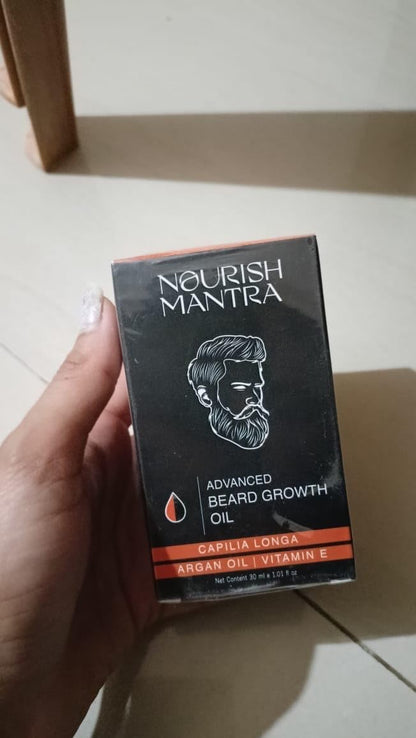 NOURISH
MANTRA
ADVANCED
BEARD GROWTH
OIL
CAPILIA LONGA
ARGAN OIL | VITAMIN E
Net Content 30 ml e 1.01 fl oz